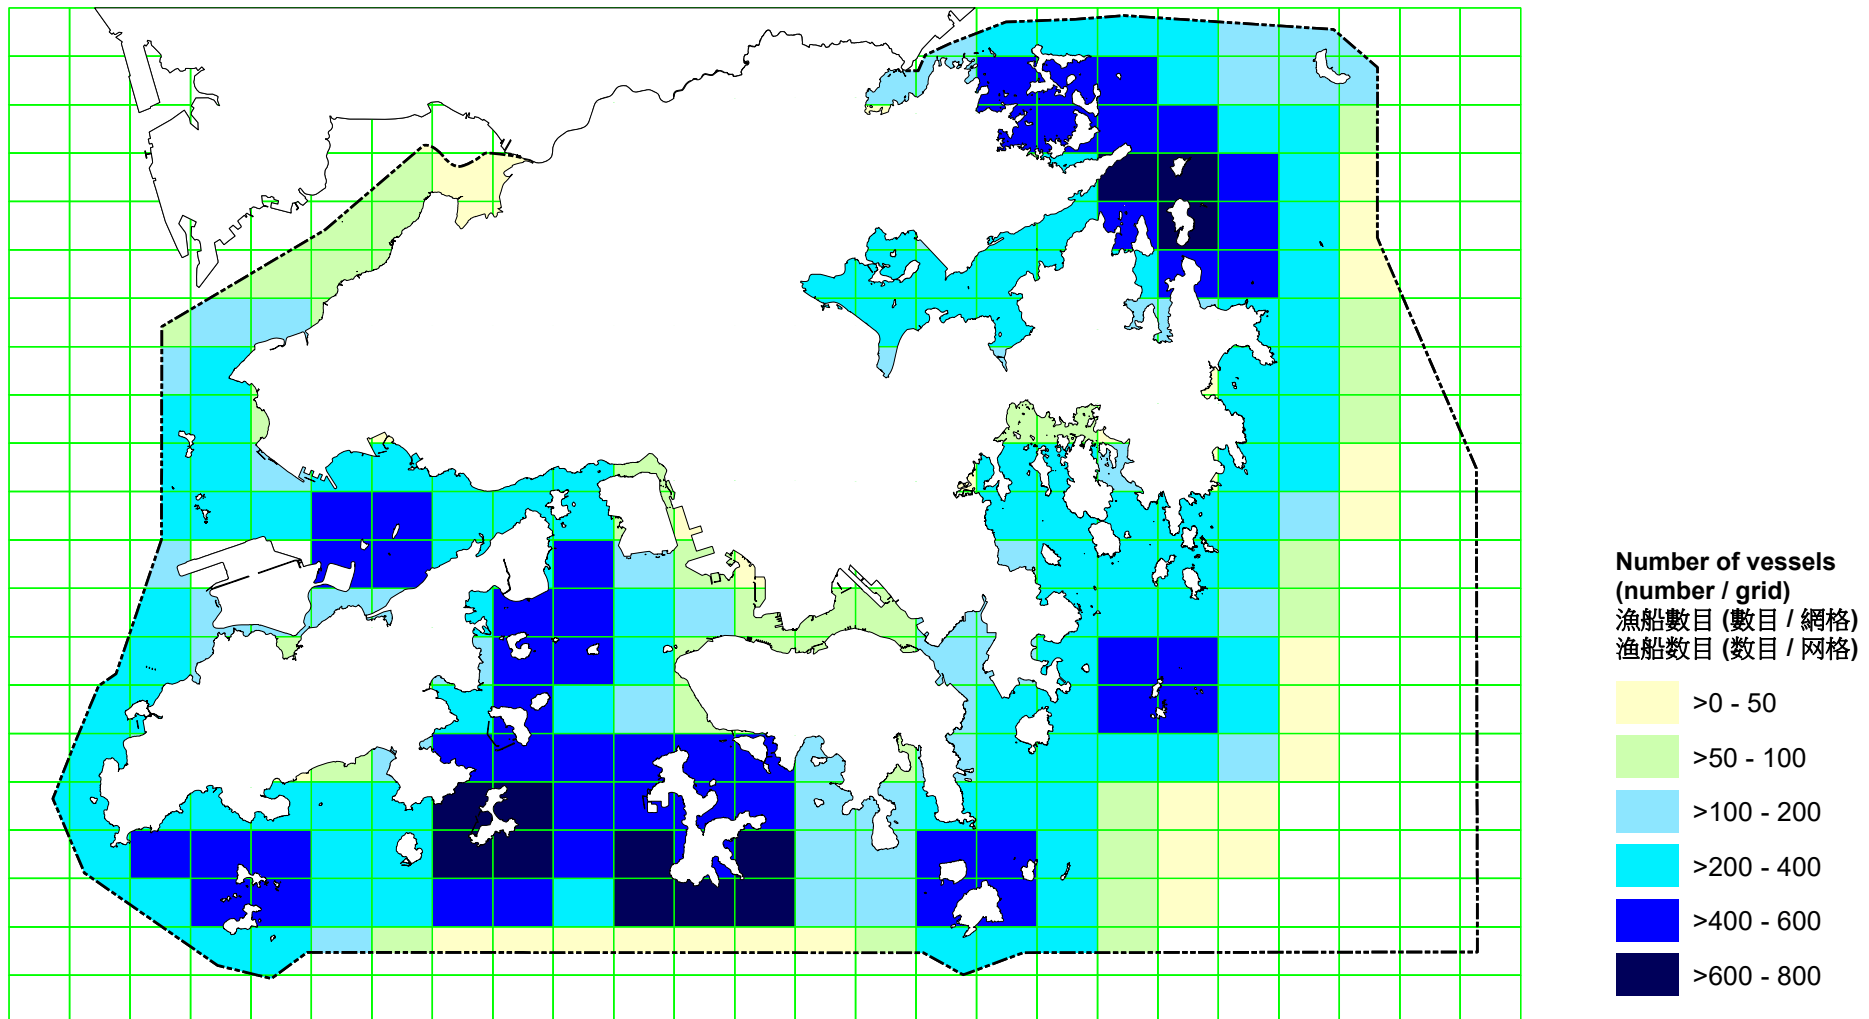 Number of vessels
(number / grid)
漁船數目 (數目 / 網格)
渔船数目 (数目 / 网格)
>0 - 50
>50 - 100
>100 - 200
>200 - 400
>400 - 600
>600 - 800